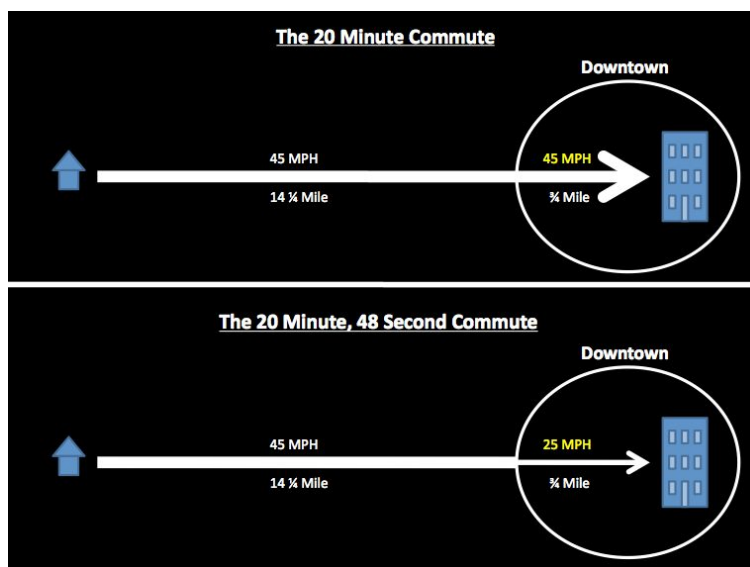 The 20 Minute Commute
Downtown
45 MPH
45 MPH
14 ¼ Mile
¾ Mile
The 20 Minute, 48 Second Commute
Downtown
45 MPH
25 MPH
14 ¼ Mile
¾ Mile